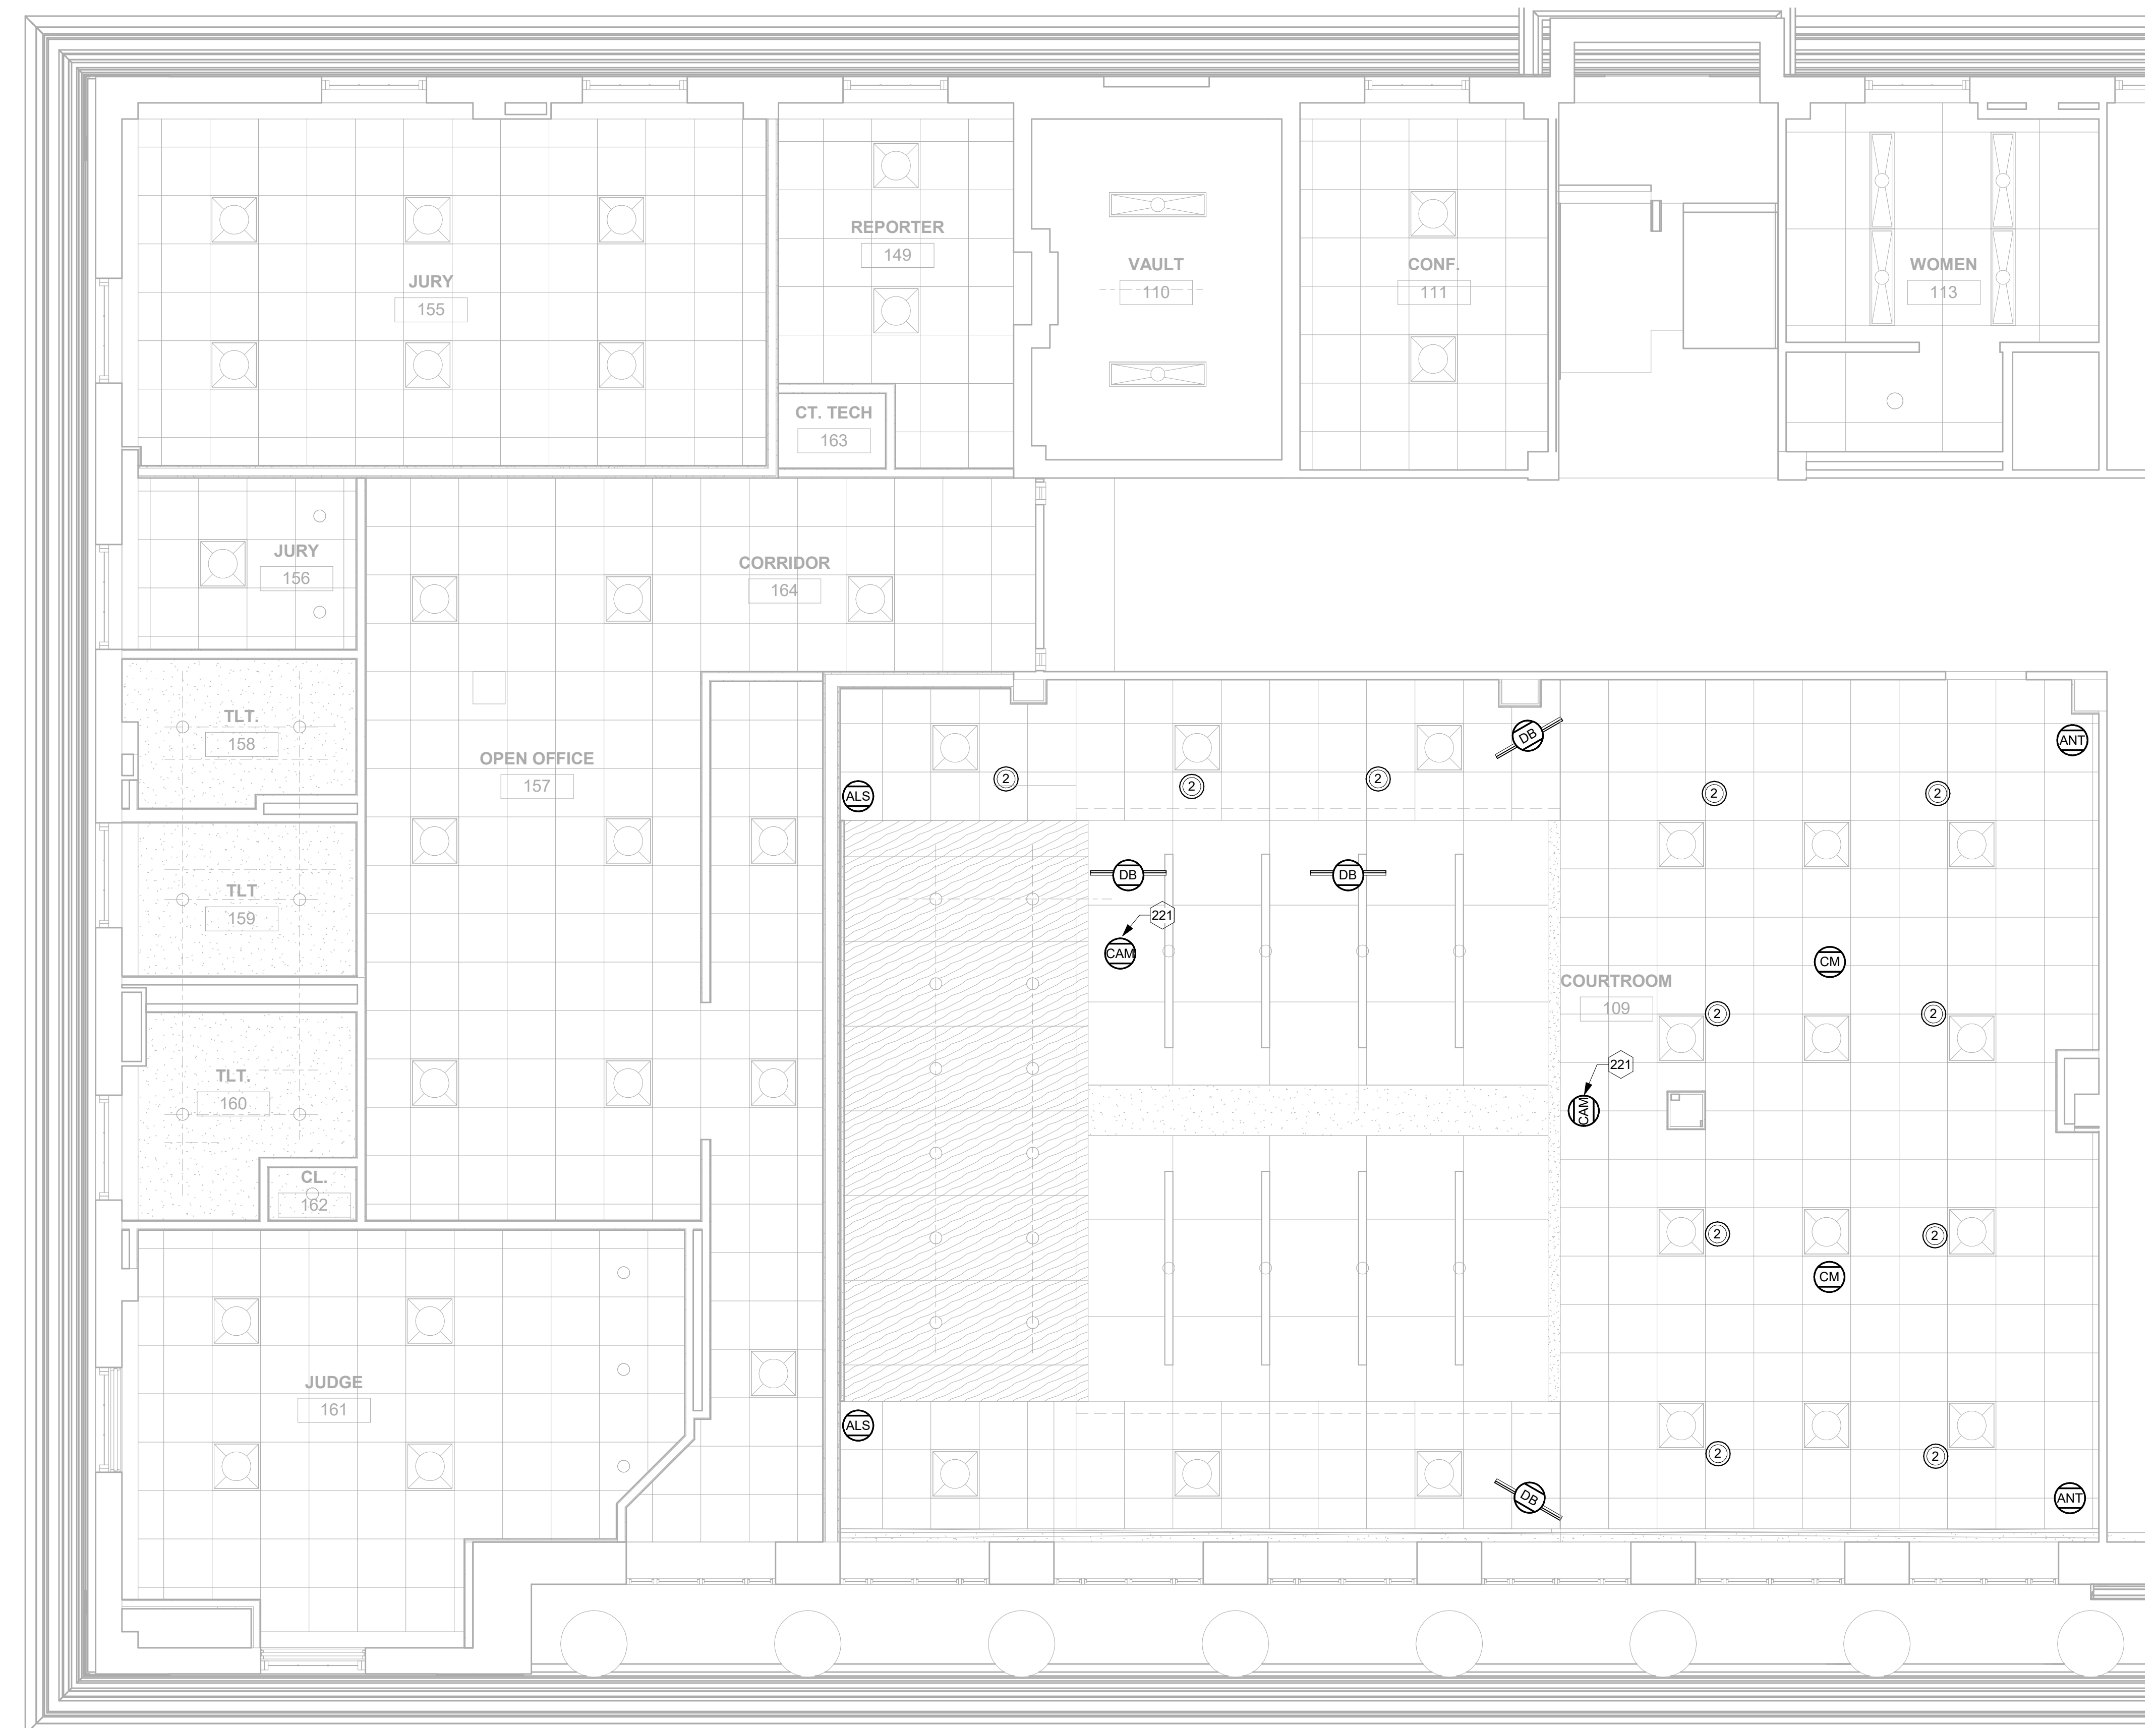 JURY
155
REPORTER
149
VAULT
110
CONF.
111
WOMEN
113
CT. TECH
163
JURY
156
CORRIDOR
164
TLT.
158
OPEN OFFICE
157
DB
ANT
ALS
2
2
2
2
2
TLT
159
DB
DB
221
CAM
CM
COURTROOM
109
2
2
221
CAM
TLT.
160
CL.
162
2
2
CM
JUDGE
161
ALS
2
2
DB
ANT